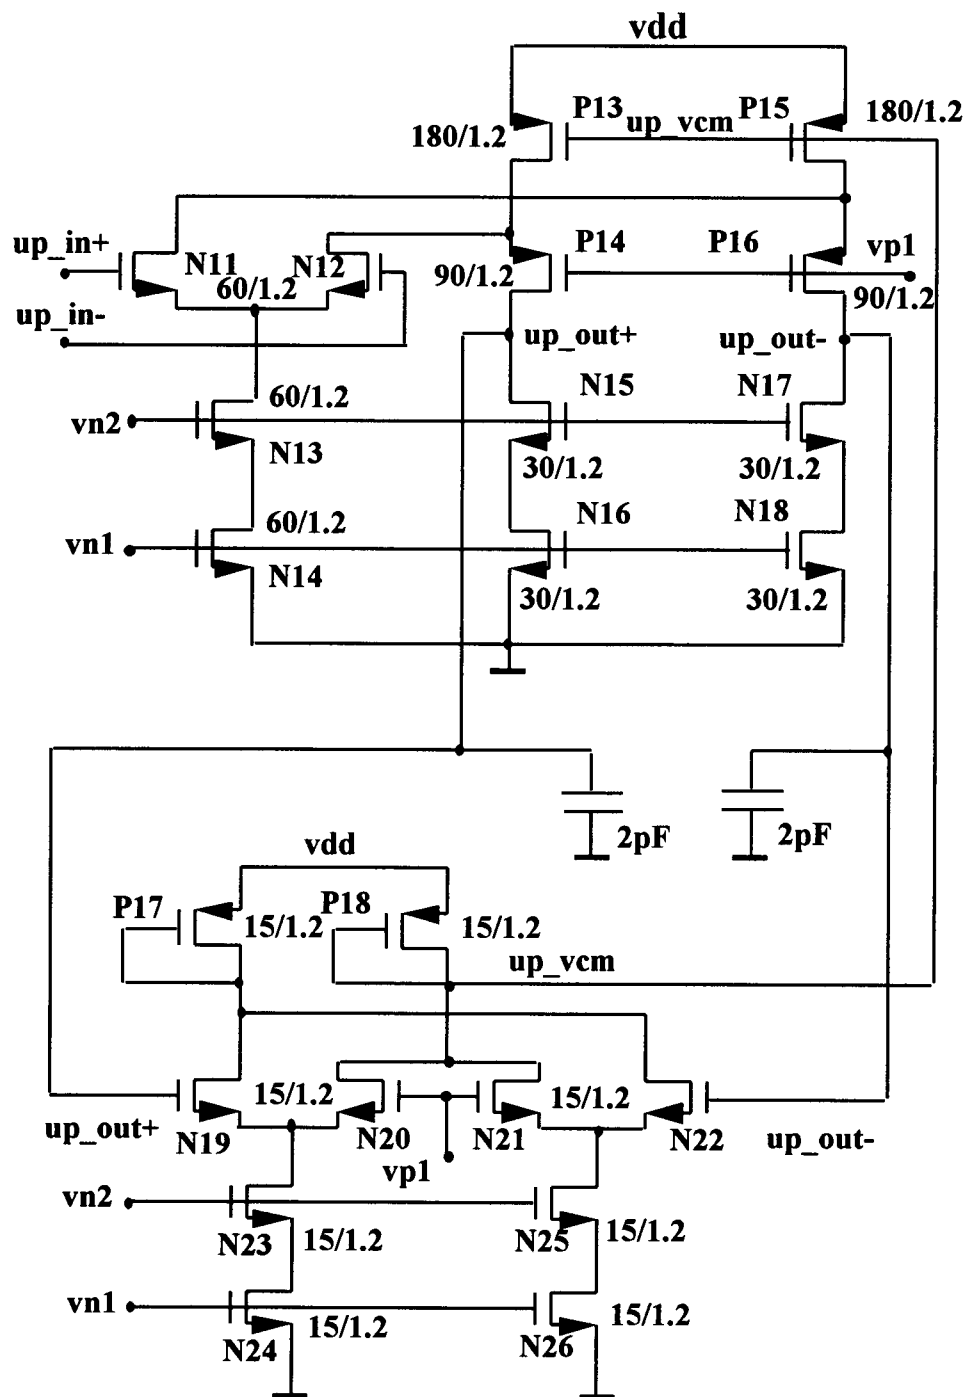 vdd
P13
up_vcm
P15
180/1.2
180/1.2
up_in+
N11
N12
60/1.2
P14
P16
vp1
90/1.2
90/1.2
up_in-
up_out+
up_out-
60/1.2
N15
N17
vn2
N13
30/1.2
30/1.2
60/1.2
N16
N18
vn1
N14
30/1.2
30/1.2
2pF
2pF
vdd
P17
P18
15/1.2
15/1.2
up_vcm
15/1.2
15/1.2
up_out+
N19
N20
N21
N22
up_out-
vp1
vn2
N23
15/1.2
N25
15/1.2
vn1
N24
15/1.2
N26
15/1.2